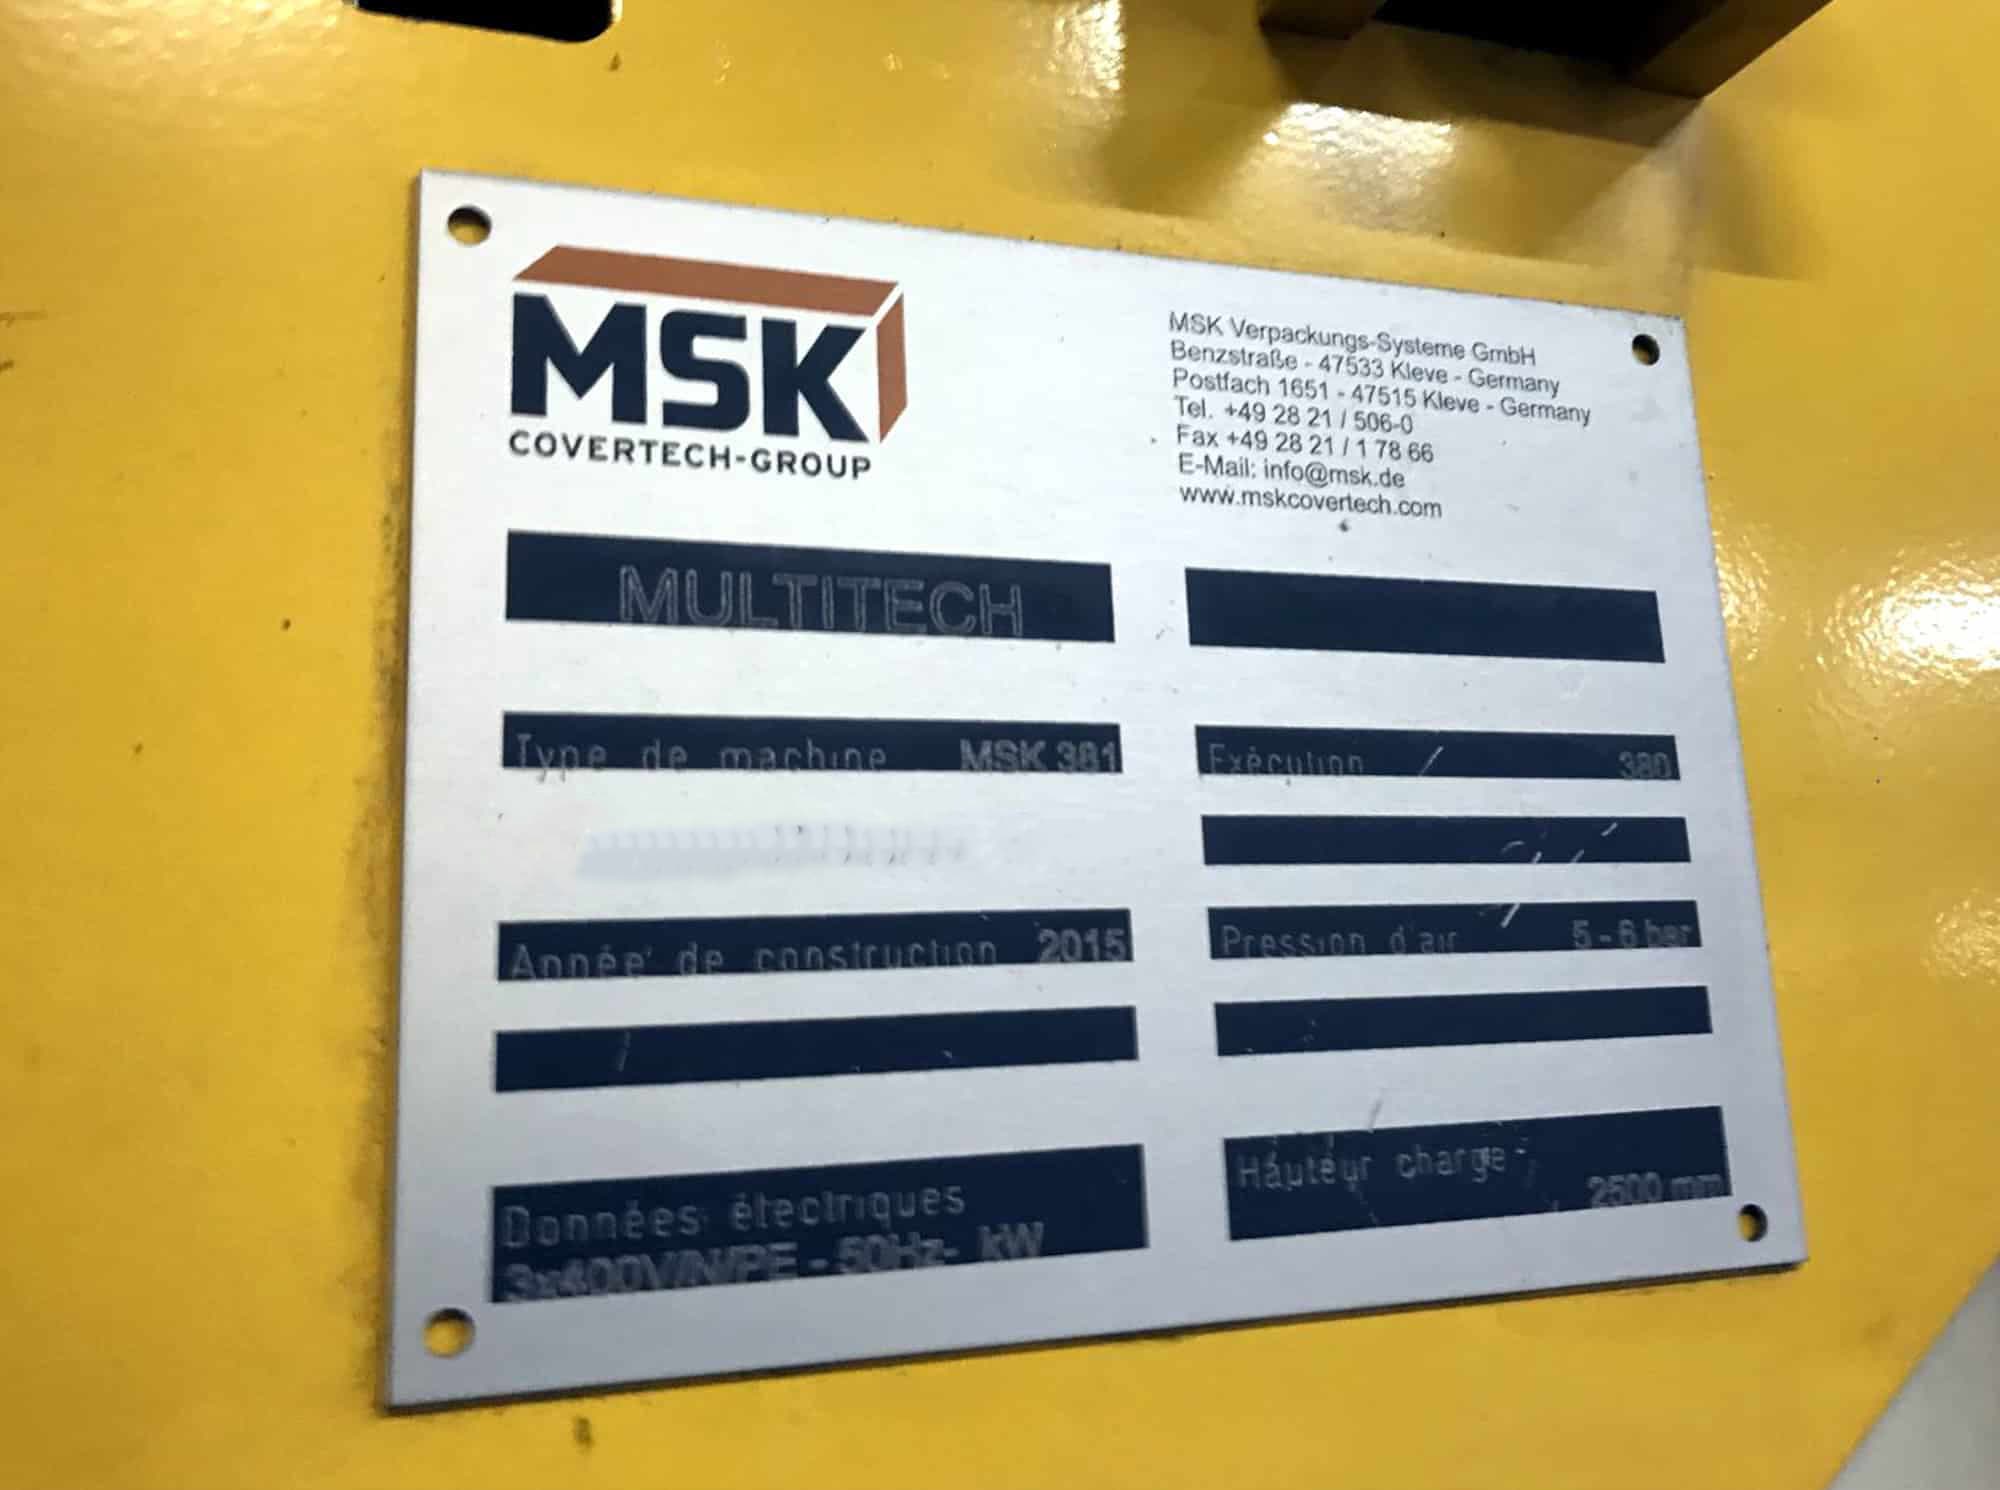 MSK
COVERTECH-GROUP
MSK Verpackungs-Systeme GmbH
Benzstraße - 47533 Kleve - Germany
Postfach 1651 - 47515 Kleve - Germany
Tel. +49 28 21 / 506-0
Fax +49 28 21 / 1 78 66
E-Mail: info@msk.de
www.mskcovertech.com
MULTITECH
Type de machine MSK 381
Exécution 380
Année de construction 2015
Pression d'air 5 - 6 bar
Données électriques
3x400V/N/PE - 50Hz- kW
Hauteur charge
2500 mm